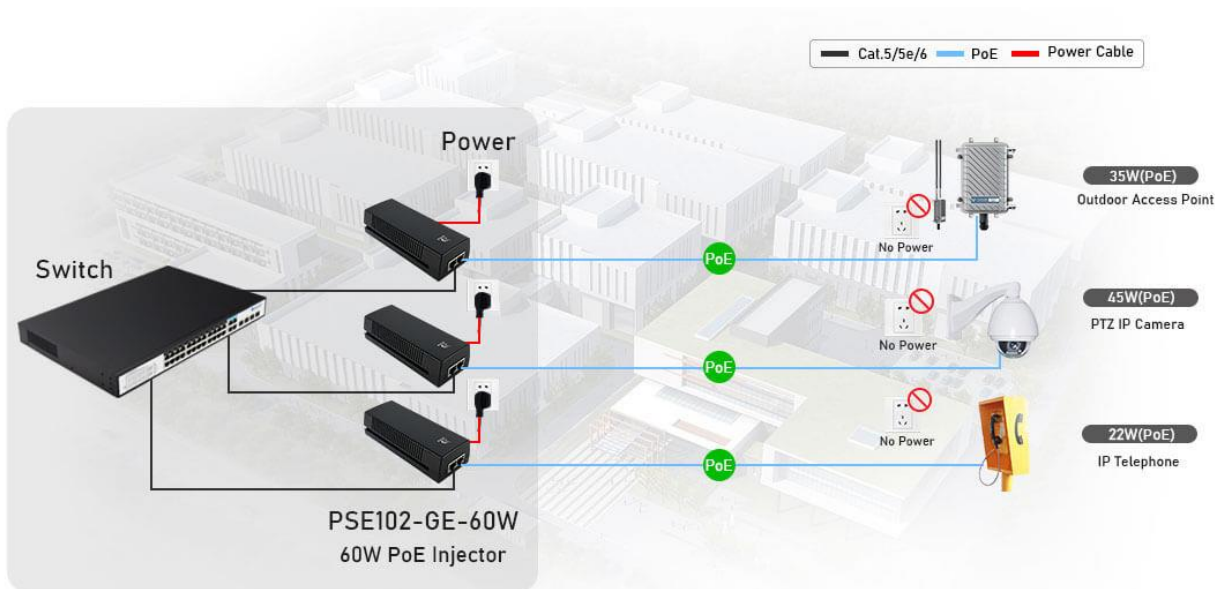 Cat.5/5e/6 PoE Power Cable
Power
Switch
PSE102-GE-60W
60W PoE Injector
PoE
No Power
35W(PoE)
Outdoor Access Point
PoE
No Power
45W(PoE)
PTZ IP Camera
PoE
No Power
22W(PoE)
IP Telephone